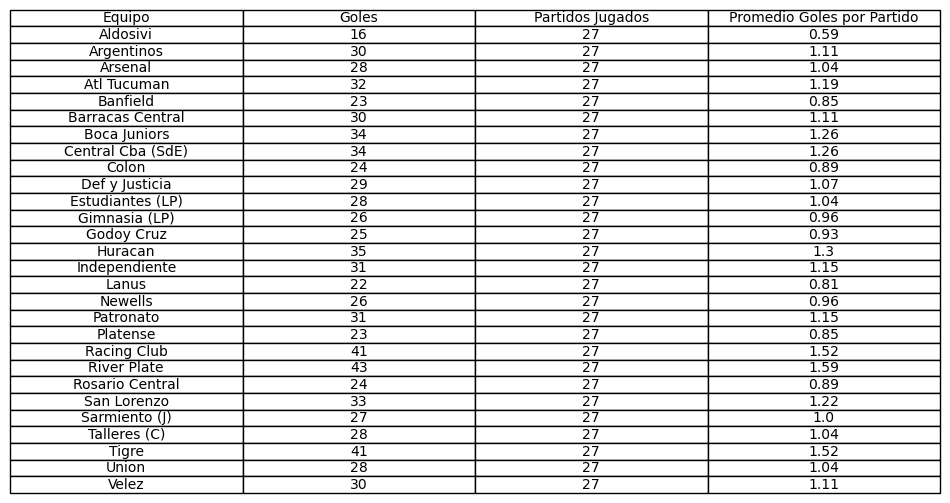 Equipo Goles Partidos Jugados Promedio Goles por Partido
Aldosivi 16 27 0.59
Argentinos 30 27 1.11
Arsenal 28 27 1.04
Atl Tucuman 32 27 1.19
Banfield 23 27 0.85
Barracas Central 30 27 1.11
Boca Juniors 34 27 1.26
Central Cba (SdE) 34 27 1.26
Colon 24 27 0.89
Def y Justicia 29 27 1.07
Estudiantes (LP) 28 27 1.04
Gimnasia (LP) 26 27 0.96
Godoy Cruz 25 27 0.93
Huracan 35 27 1.3
Independiente 31 27 1.15
Lanus 22 27 0.81
Newells 26 27 0.96
Patronato 31 27 1.15
Platense 23 27 0.85
Racing Club 41 27 1.52
River Plate 43 27 1.59
Rosario Central 24 27 0.89
San Lorenzo 33 27 1.22
Sarmiento (J) 27 27 1.0
Talleres (C) 28 27 1.04
Tigre 41 27 1.52
Union 28 27 1.04
Velez 30 27 1.11